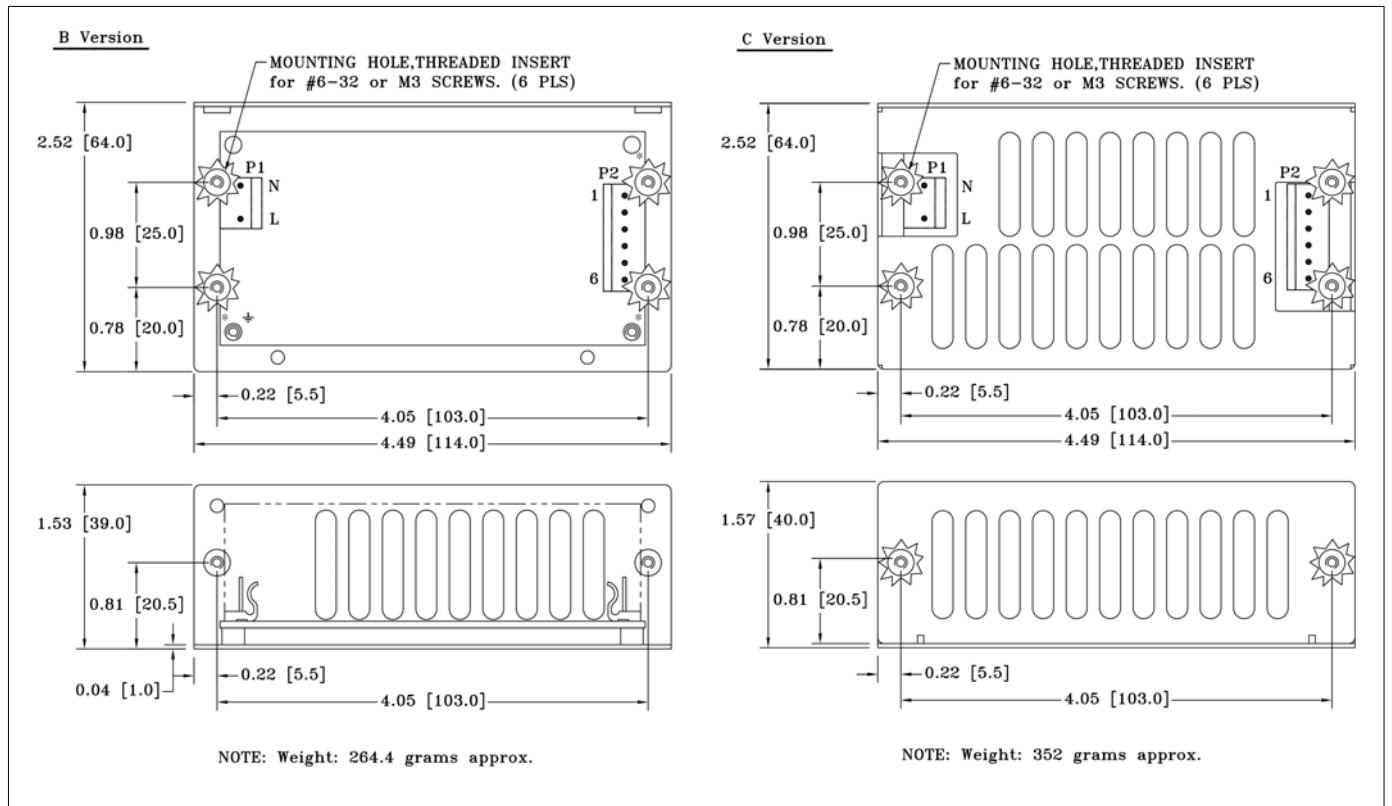 B Version
MOUNTING HOLE,THREADED INSERT
for #6-32 or M3 SCREWS. (6 PLS)
2.52 [64.0]
P1
N
L
P2
1
6
*
0.98 [25.0]
0.78 [20.0]
*
*
0.22 [5.5]
4.05 [103.0]
4.49 [114.0]
1.53 [39.0]
0.81 [20.5]
0.04 [1.0]
0.22 [5.5]
4.05 [103.0]
NOTE: Weight: 264.4 grams approx.
C Version
MOUNTING HOLE,THREADED INSERT
for #6-32 or M3 SCREWS. (6 PLS)
2.52 [64.0]
P1
N
L
P2
1
6
0.98 [25.0]
0.78 [20.0]
0.22 [5.5]
4.05 [103.0]
4.49 [114.0]
1.57 [40.0]
0.81 [20.5]
0.22 [5.5]
4.05 [103.0]
NOTE: Weight: 352 grams approx.